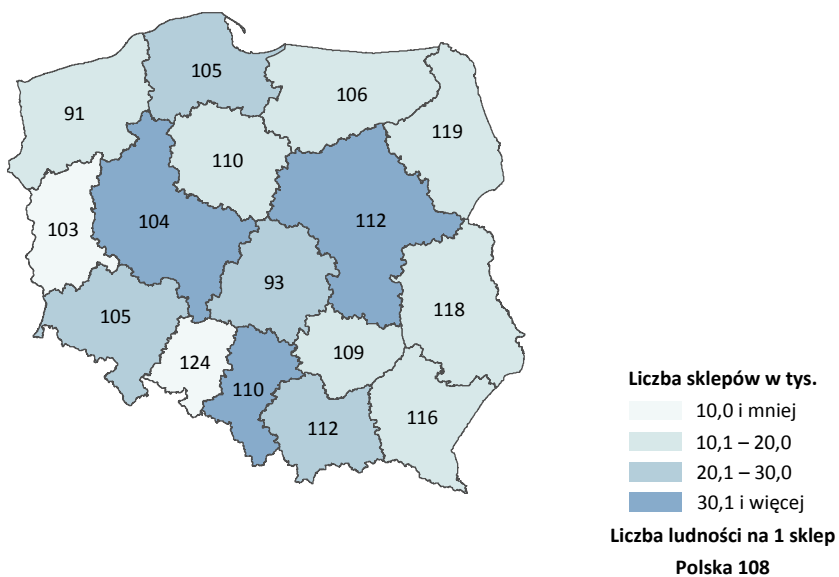 105
106
91
119
110
103
104
112
93
118
105
109
124
110
112
116
Liczba sklepów w tys.
10,0 i mniej
10,1 – 20,0
20,1 – 30,0
30,1 i więcej
Liczba ludności na 1 sklep
Polska 108